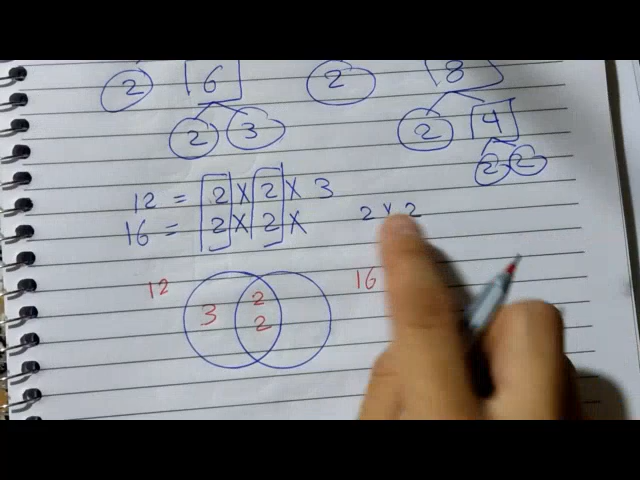 2 6 2 8
2 3 2 4
2 2
12 = 2 × 2 × 3
16 = 2 × 2 × 2 × 2
12 16
3 2
2